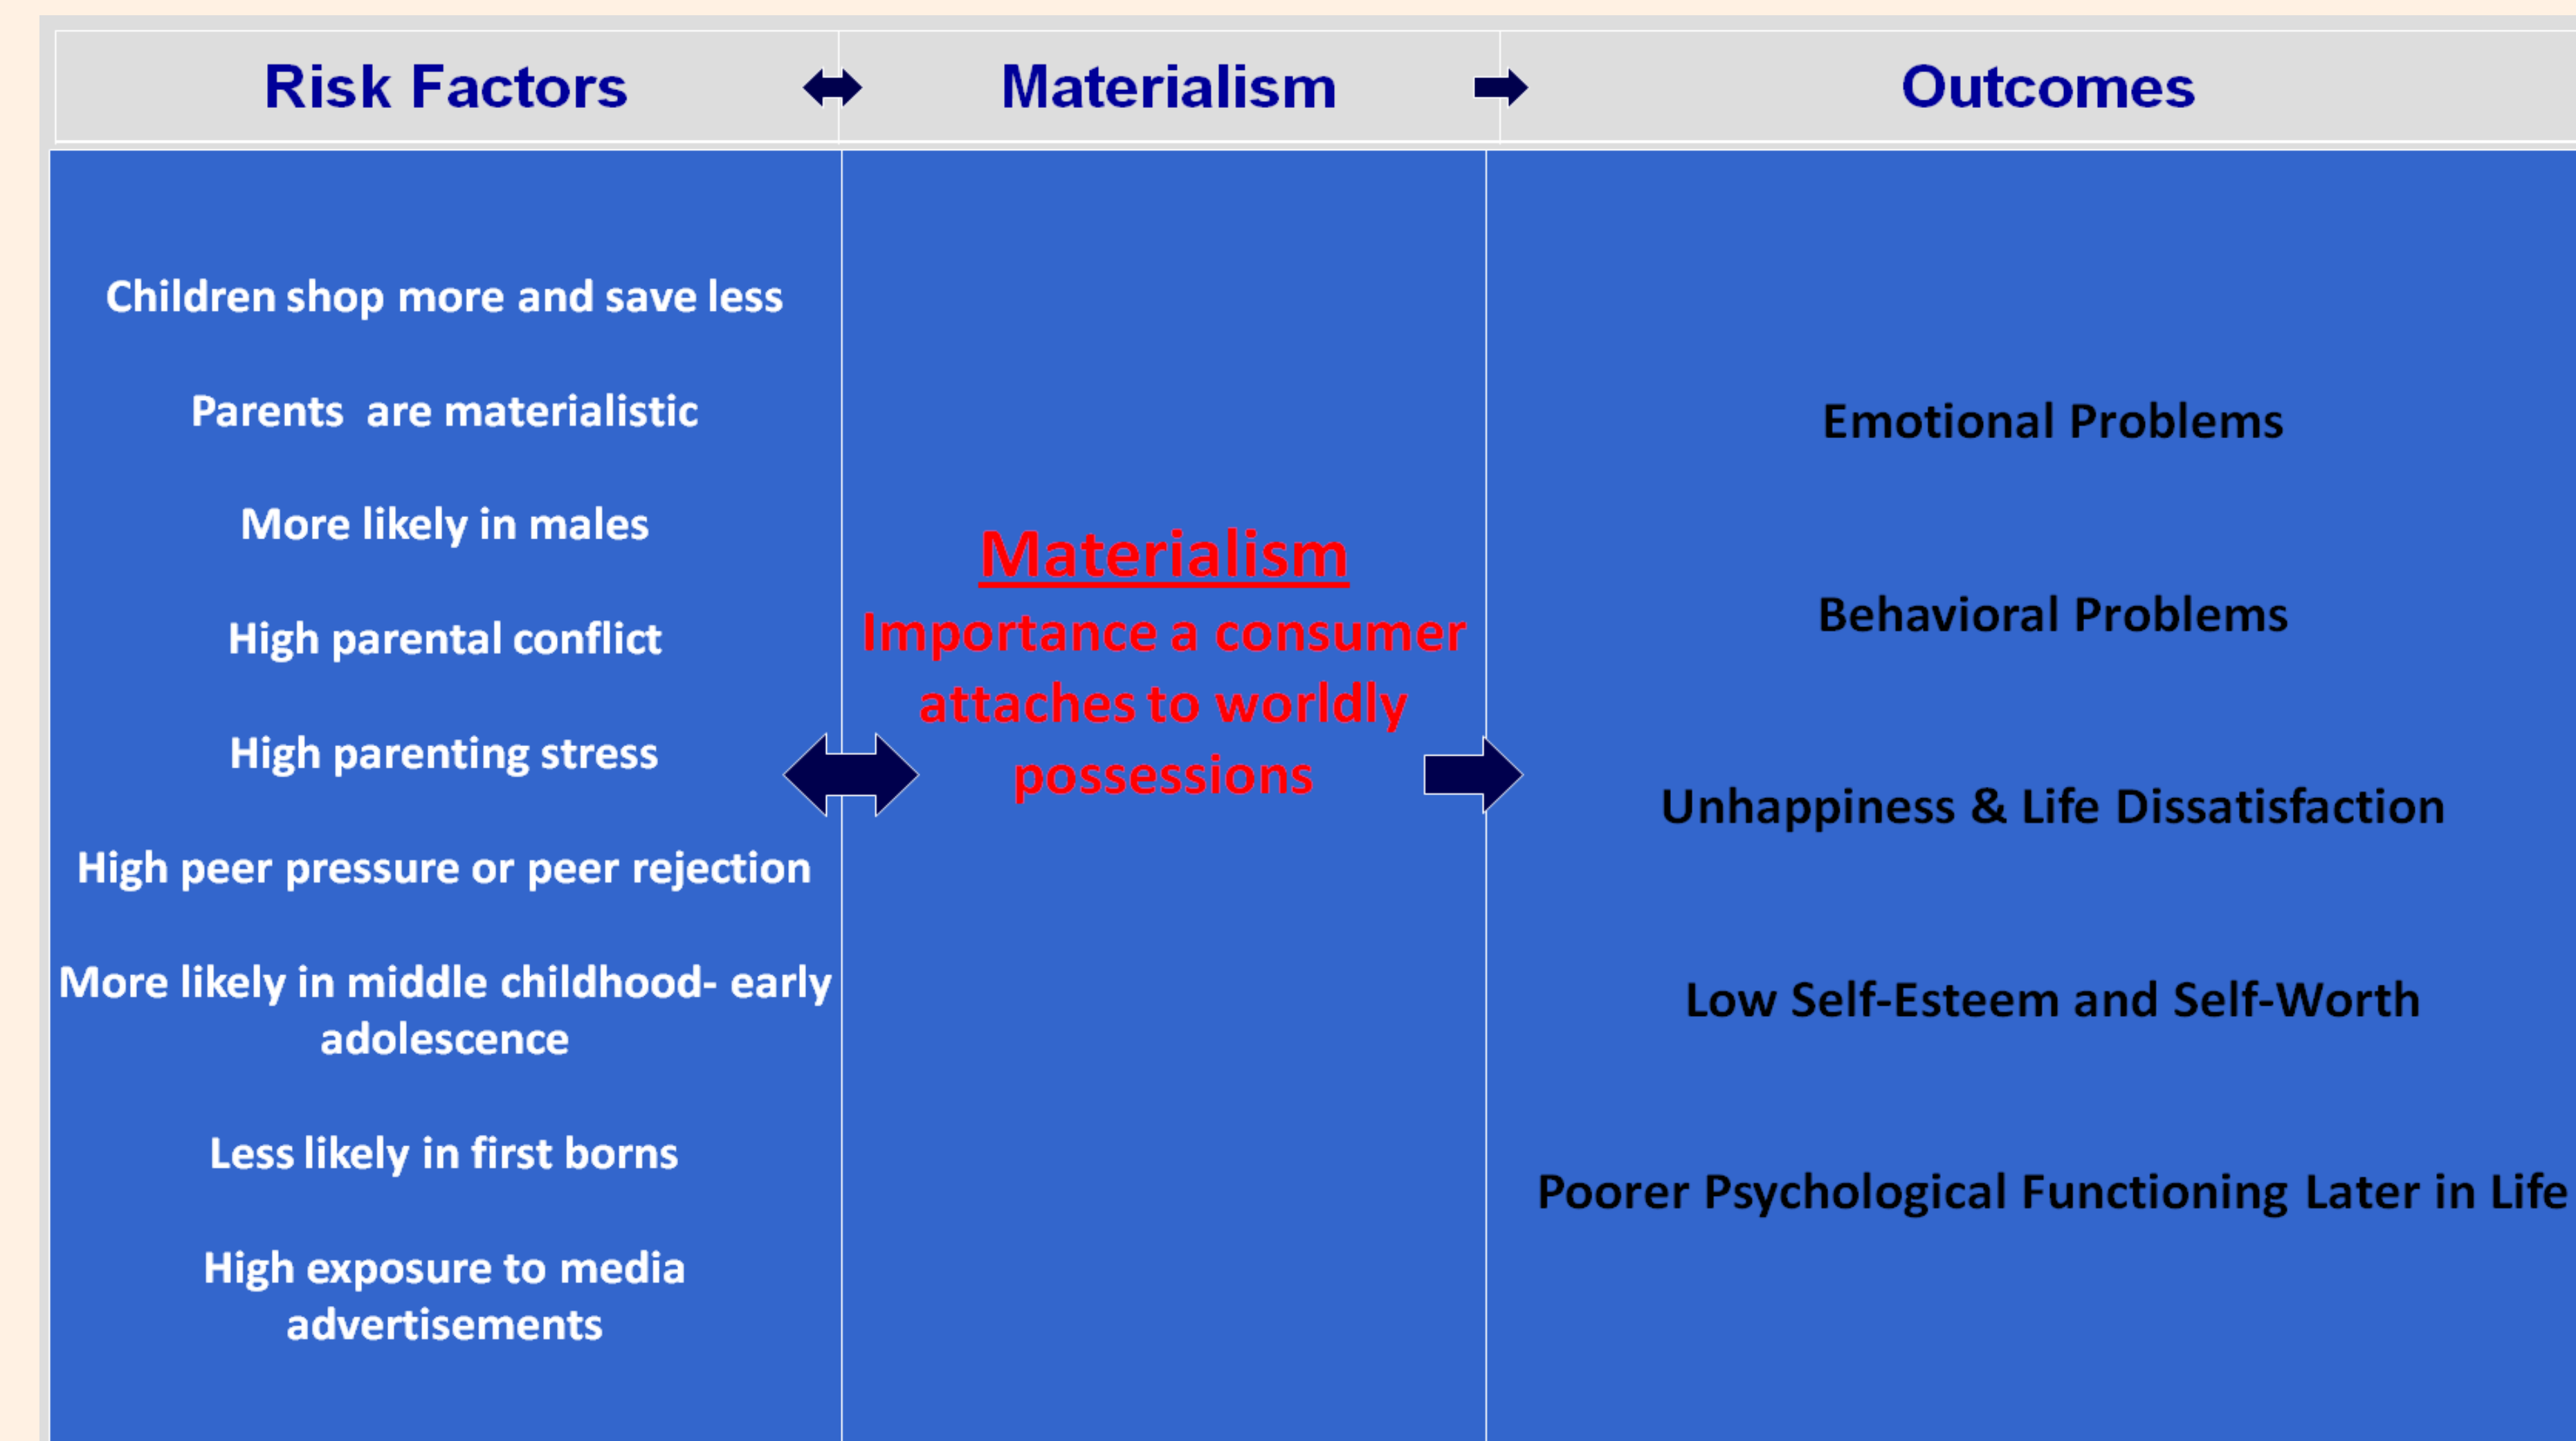 Risk Factors
Materialism
Outcomes
Children shop more and save less
Parents  are materialistic
More likely in males
High parental conflict
High parenting stress
High peer pressure or peer rejection
More likely in middle childhood- early
adolescence
Less likely in first borns
High exposure to media
advertisements
Materialism
Importance a consumer
attaches to worldly
possessions
Emotional Problems
Behavioral Problems
Unhappiness & Life Dissatisfaction
Low Self-Esteem and Self-Worth
Poorer Psychological Functioning Later in Life